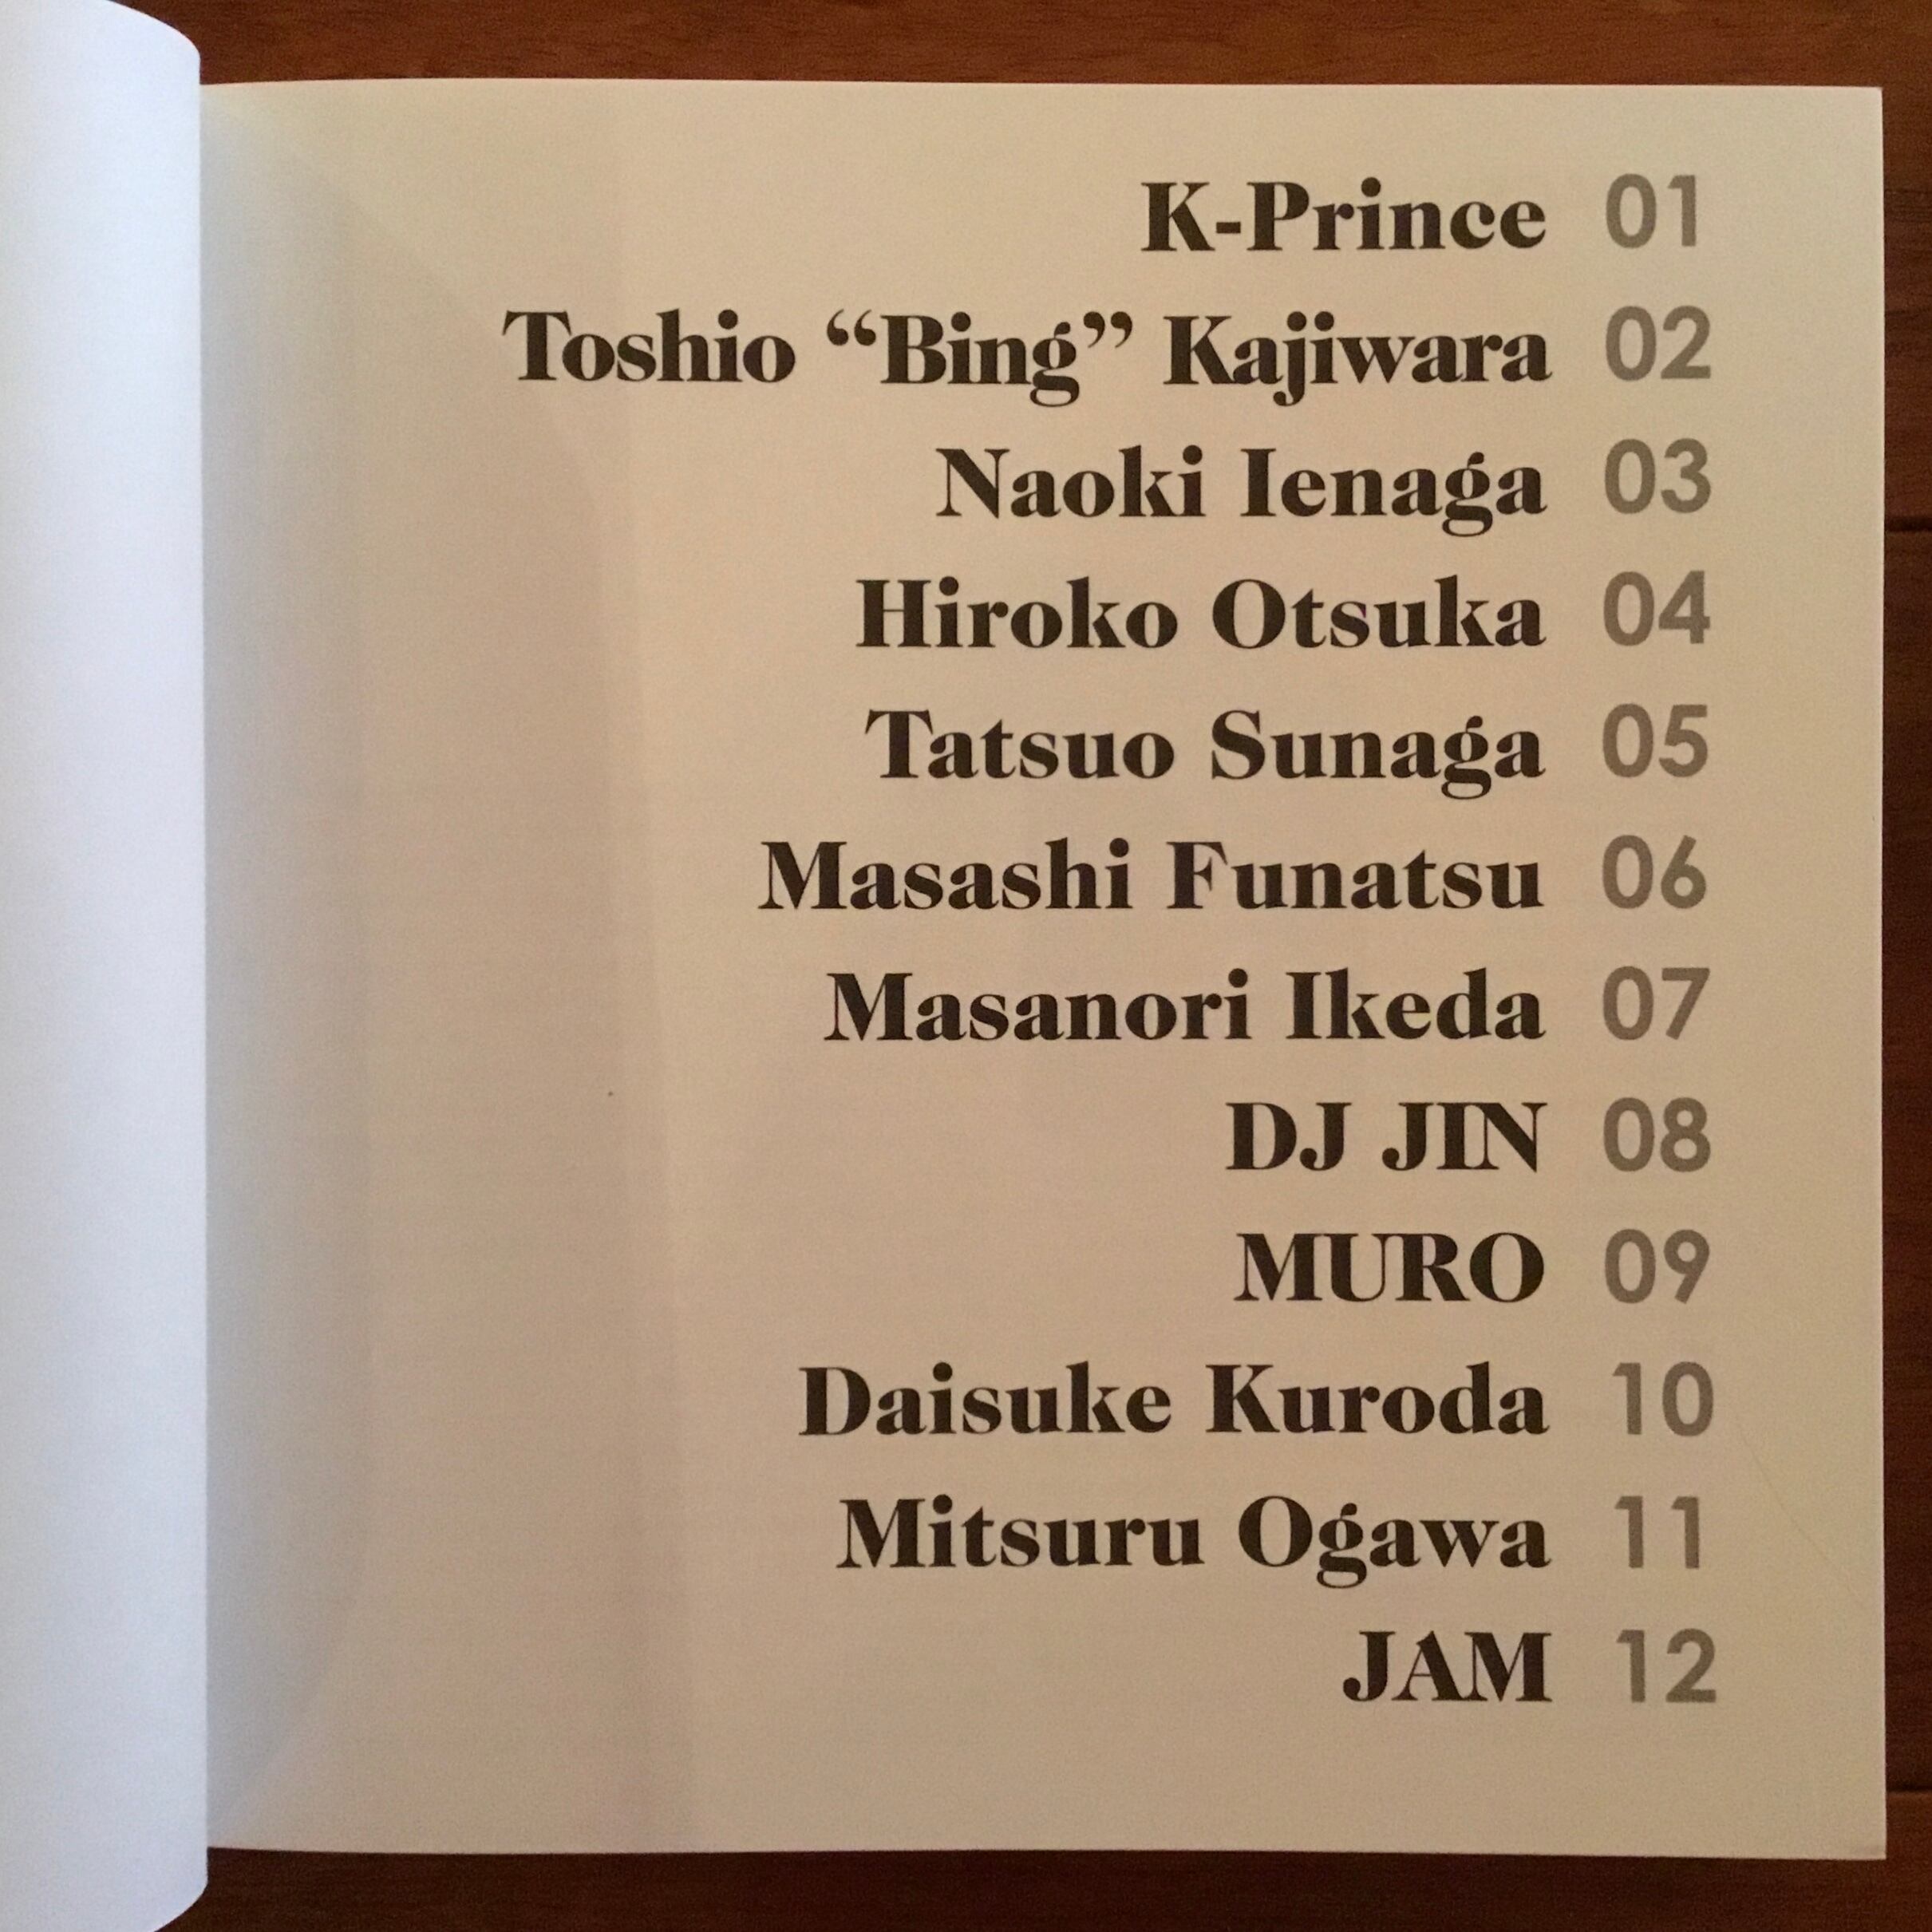 K-Prince 01
Toshio “Bing” Kajiwara 02
Naoki Ienaga 03
Hiroko Otsuka 04
Tatsuo Sunaga 05
Masashi Funatsu 06
Masanori Ikeda 07
DJ JIN 08
MURO 09
Daisuke Kuroda 10
Mitsuru Ogawa 11
JAM 12